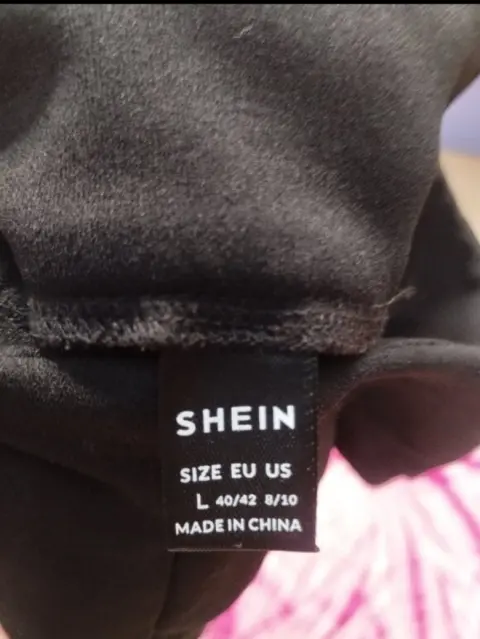 SHEIN
SIZE EU US
L 40/42 8/10
MADE IN CHINA